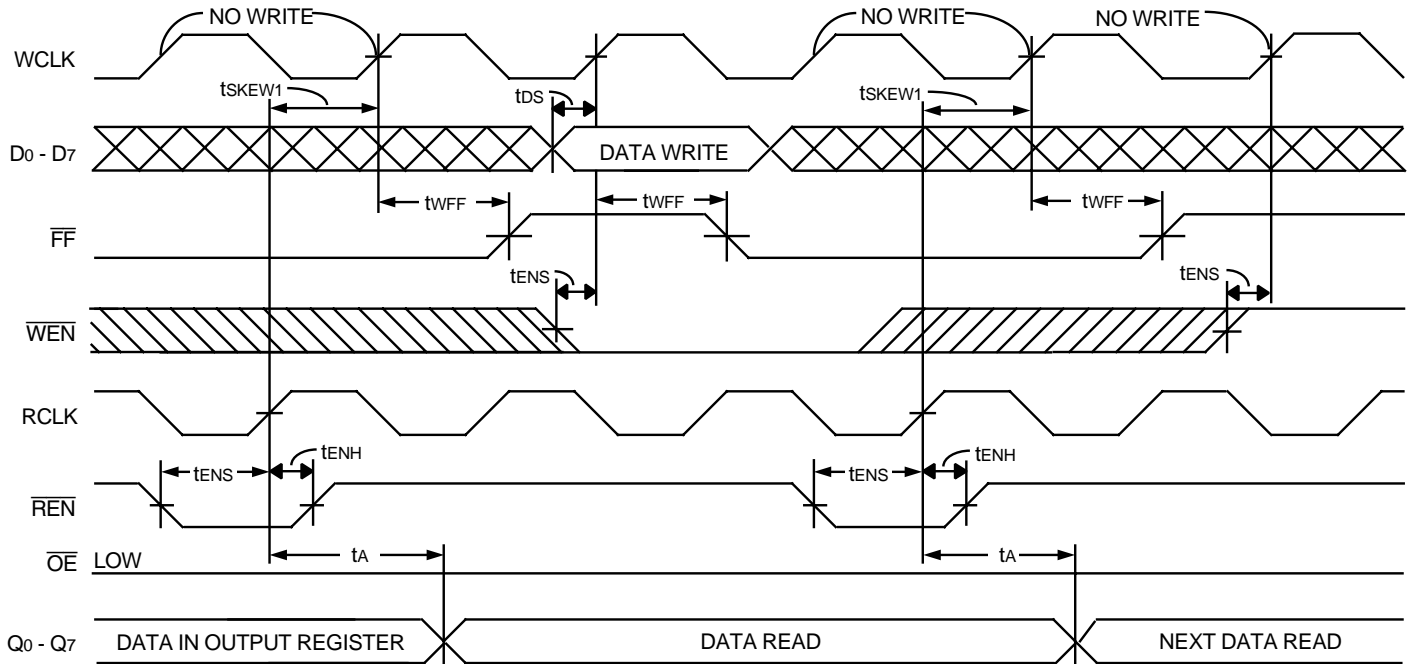 NO WRITE NO WRITE NO WRITE
WCLK
tSKEW1 tDS tSKEW1
D0 - D7 DATA WRITE
tWFF tWFF tWFF
FF
tENS tENS
WEN
RCLK
tENS tENH tENS tENH
REN
tA tA
OE LOW
Q0 - Q7 DATA IN OUTPUT REGISTER DATA READ NEXT DATA READ